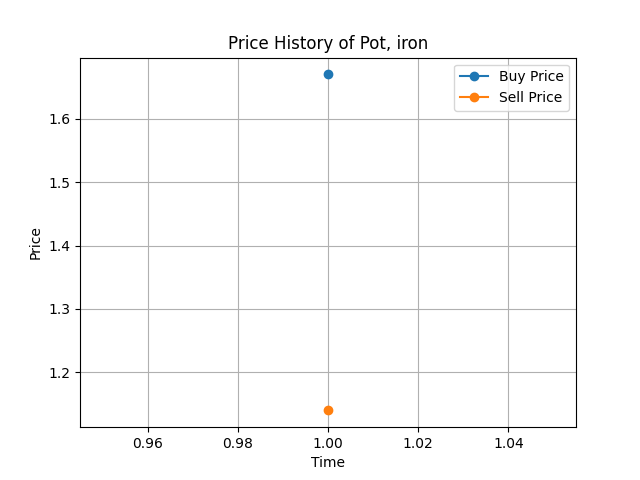 Price History of Pot, iron
Buy Price
Sell Price
1.6
1.5
1.4
1.3
1.2
Price
0.96 0.98 1.00 1.02 1.04
Time